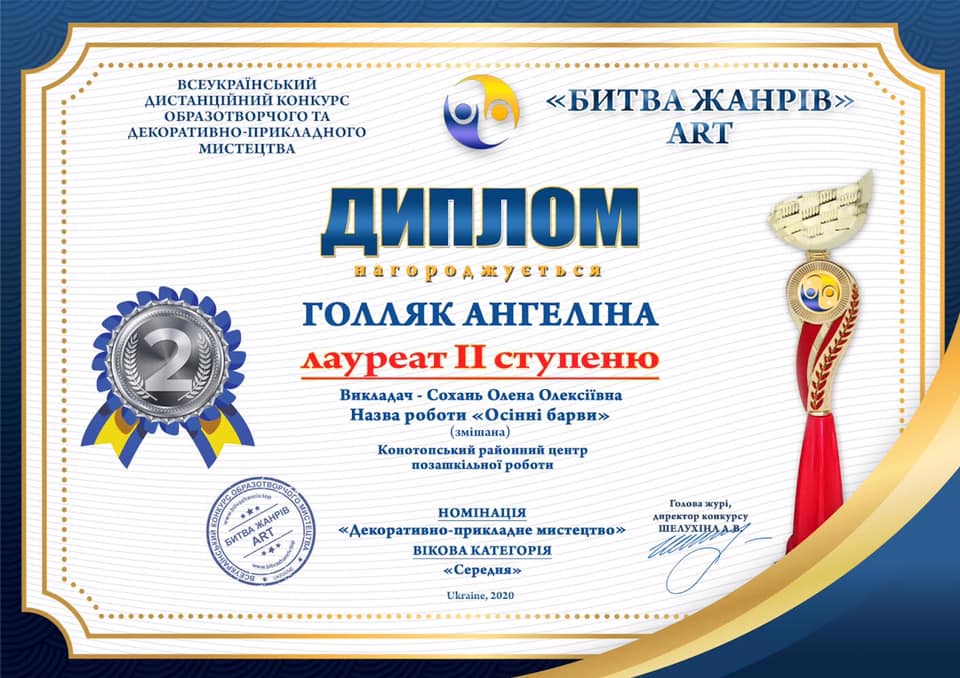 ВСЕУКРАЇНСЬКИЙ
ДИСТАНЦІЙНИЙ КОНКУРС
ОБРАЗОТВОРЧОГО ТА
ДЕКОРАТИВНО-ПРИКЛАДНОГО
МИСТЕЦТВА
«БИТВА ЖАНРІВ»
ART
ДИПЛОМ
нагороджується
ГОЛЛЯК АНГЕЛІНА
лауреат ІІ ступеню
2
Викладач - Сохань Олена Олексіївна
Назва роботи «Осінні барви»
(змішана)
Конотопський районний центр
позашкільної роботи
НОМІНАЦІЯ
«Декоративно-прикладне мистецтво»
ВІКОВА КАТЕГОРІЯ
«Середня»
Ukraine, 2020
ВСЕУКРАЇНСЬКИЙ КОНКУРС ОБРАЗОТВОРЧОГО МИСТЕЦТВА
БИТВА ЖАНРІВ
ART
Голова журі,
директор конкурсу
ШЕЛУХІНА А.В.